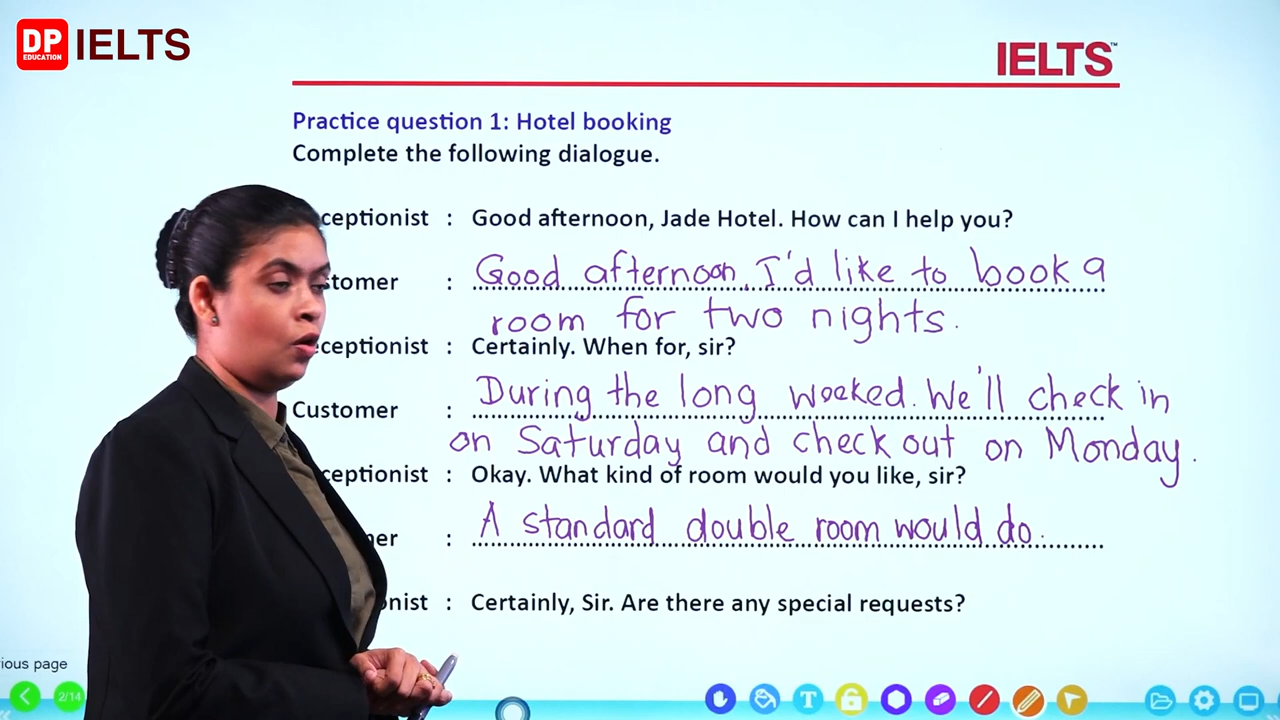 DP
EDUCATION
IELTS
IELTS™
Practice question 1: Hotel booking
Complete the following dialogue.
ceptionist : Good afternoon, Jade Hotel. How can I help you?
stomer : Good afternoon, I'd like to book a
room for two nights.
ceptionist : Certainly. When for, sir?
Customer : During the long weeked. We'll check in
on Saturday and check out on Monday.
ceptionist : Okay. What kind of room would you like, sir?
er : A standard double room would do.
onist : Certainly, Sir. Are there any special requests?
ious page
2/14
T